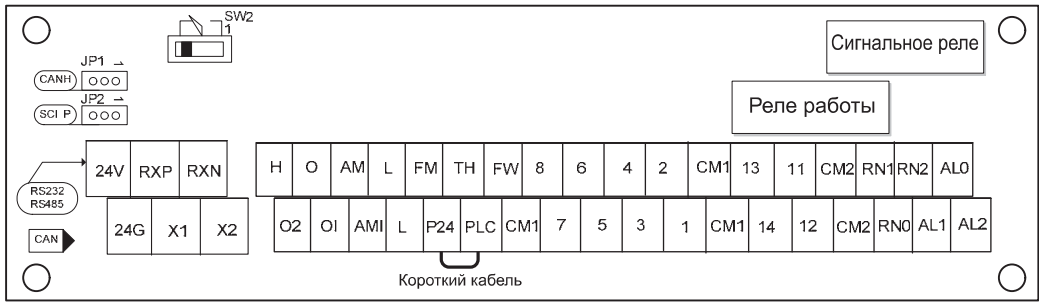 SW2
1
Сигнальное реле
JP1
CANH
JP2
SCI P
Реле работы
24V RXP RXN
H O AM L FM TH FW 8 6 4 2 CM1 13 11 CM2 RN1 RN2 AL0
RS232
RS485
24G X1 X2
O2 OI AMI L P24 PLC CM1 7 5 3 1 CM1 14 12 CM2 RN0 AL1 AL2
CAN
Короткий кабель